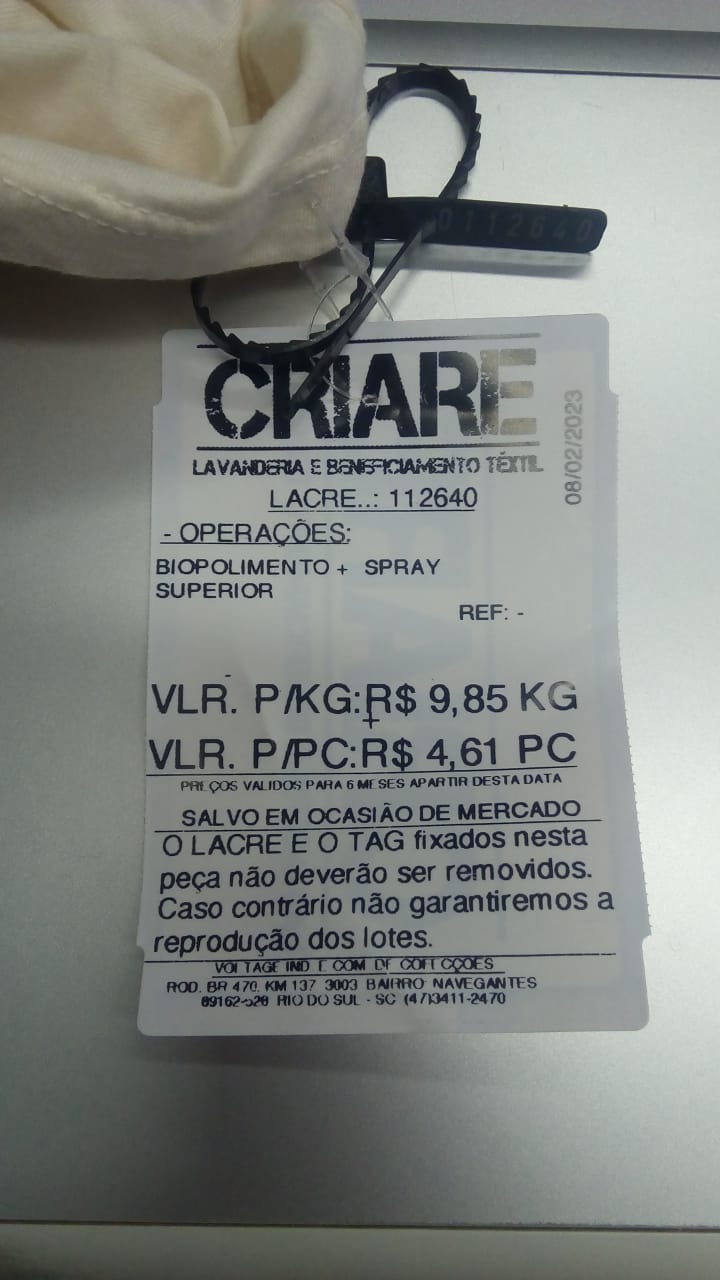 0112640
CRIARE
LAVANDERIA E BENEFICIAMENTO TÊXTIL
08/02/2023
LACRE..: 112640
- OPERAÇÕES:
BIOPOLIMENTO + SPRAY
SUPERIOR
REF: -
VLR. P/KG:R$ 9,85 KG
+
VLR. P/PC:R$ 4,61 PC
PREÇOS VALIDOS PARA 6 MESES APARTIR DESTA DATA
SALVO EM OCASIÃO DE MERCADO
O LACRE E O TAG fixados nesta
peça não deverão ser removidos.
Caso contrário não garantiremos a
reprodução dos lotes.
VOLTAGE IND E COM DE CONFECÇÕES
ROD. BR 470, KM 137 3003 BAIRRO NAVEGANTES
RIO DO SUL - SC (47)3411-2470